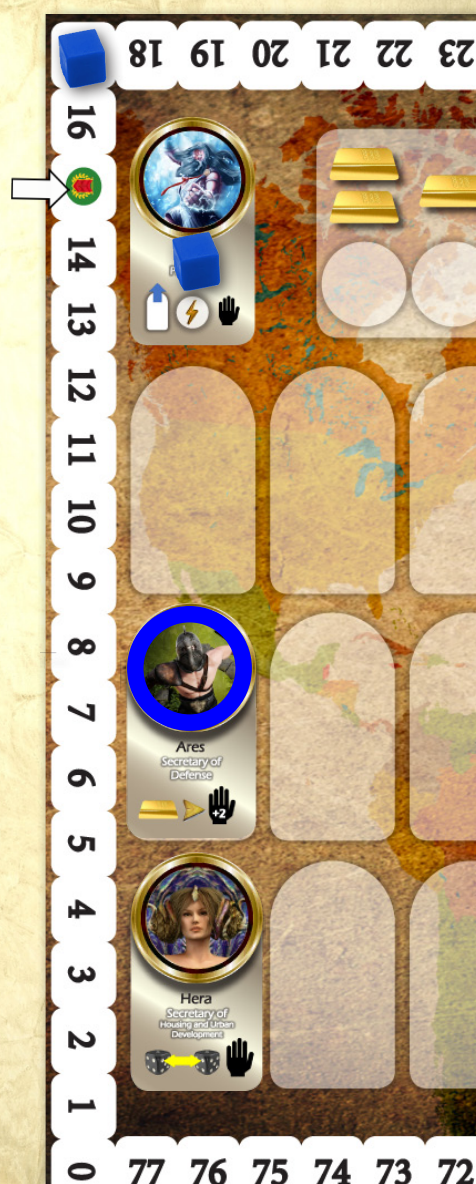 18 19 20 21 22 23
16
14
13
12
11
10
9
8
7
6
5
4
3
2
1
0
Ares
Secretary of
Defense
+2
Hera
Secretary of
Housing and Urban
Development
77 76 75 74 73 72